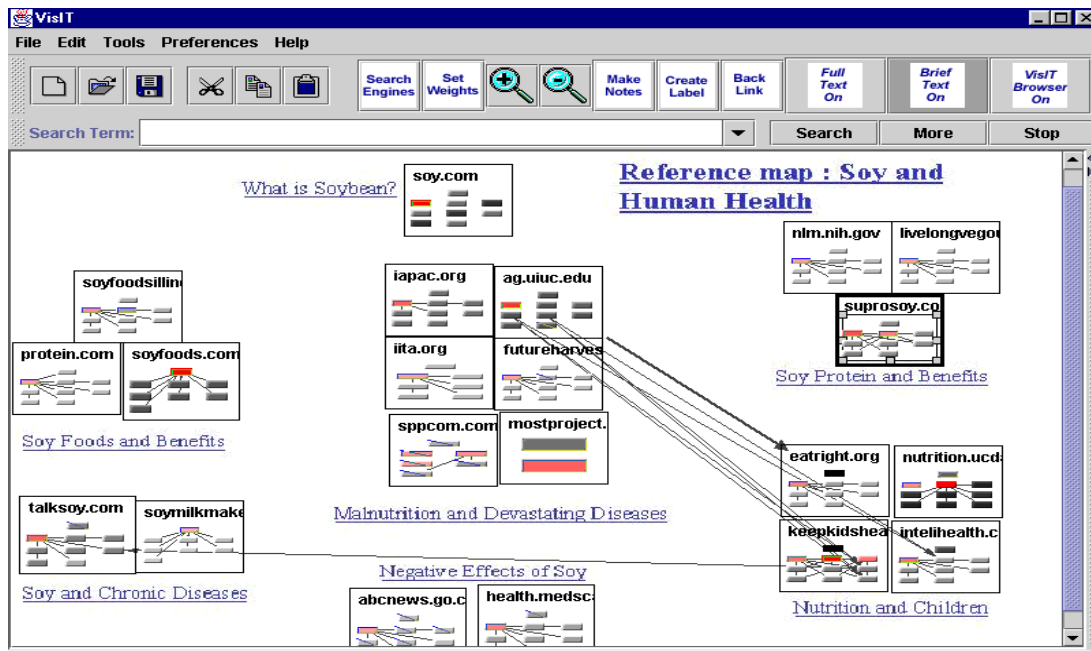 VisIT
File Edit Tools Preferences Help
Search Engines
Set Weights
Make Notes
Create Label
Back Link
Full Text On
Brief Text On
VisIT Browser On
Search Term:
Search More Stop
What is Soybean?
soy.com
Reference map : Soy and
Human Health
nlm.nih.gov
livelongvegou
suprosoy.co
Soy Protein and Benefits
soyfoodsillin
protein.com
soyfoods.com
Soy Foods and Benefits
iapac.org
ag.uiuc.edu
iita.org
futureharves
sppcom.com
mostproject.
Malnutrition and Devastating Diseases
eatright.org
nutrition.ucd
keepkidshea
intelihealth.c
Nutrition and Children
talksoy.com
soymilkmake
Soy and Chronic Diseases
Negative Effects of Soy
abcnews.go.c
health.medsc